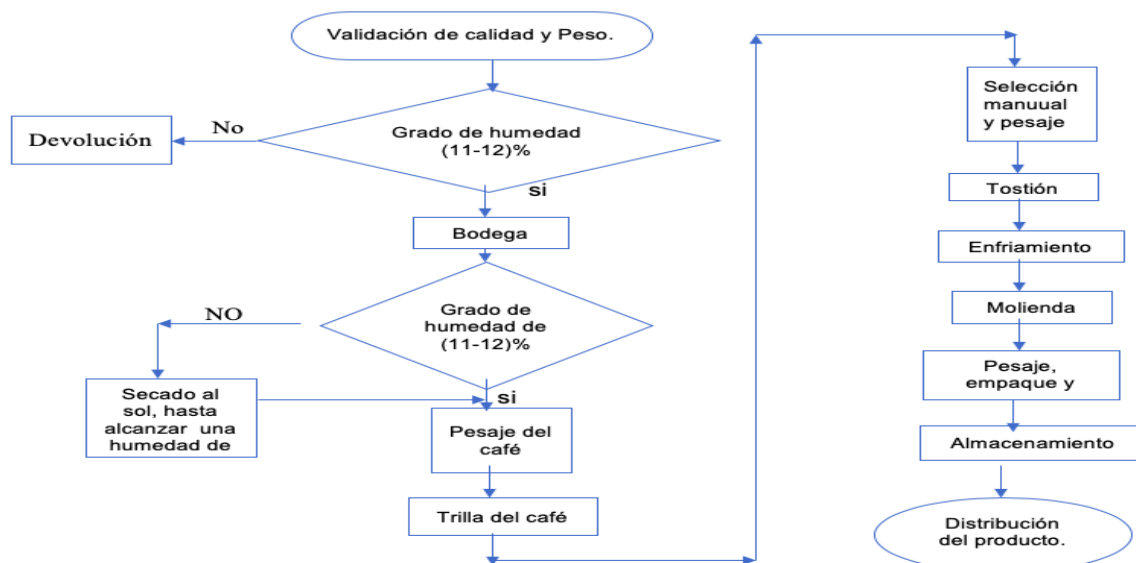 Validación de calidad y Peso.
Grado de humedad
(11-12)%
No
Devolución
si
Bodega
Grado de
humedad de
(11-12)%
NO
Secado al
sol, hasta
alcanzar una
humedad de
si
Pesaje del
café
Trilla del café
Selección
manuual
y pesaje
Tostión
Enfriamiento
Molienda
Pesaje,
empaque y
Almacenamiento
Distribución
del producto.